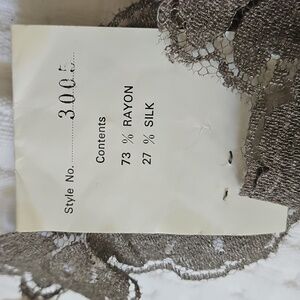 Style No. 3005
Contents
73 % RAYON
27 % SILK